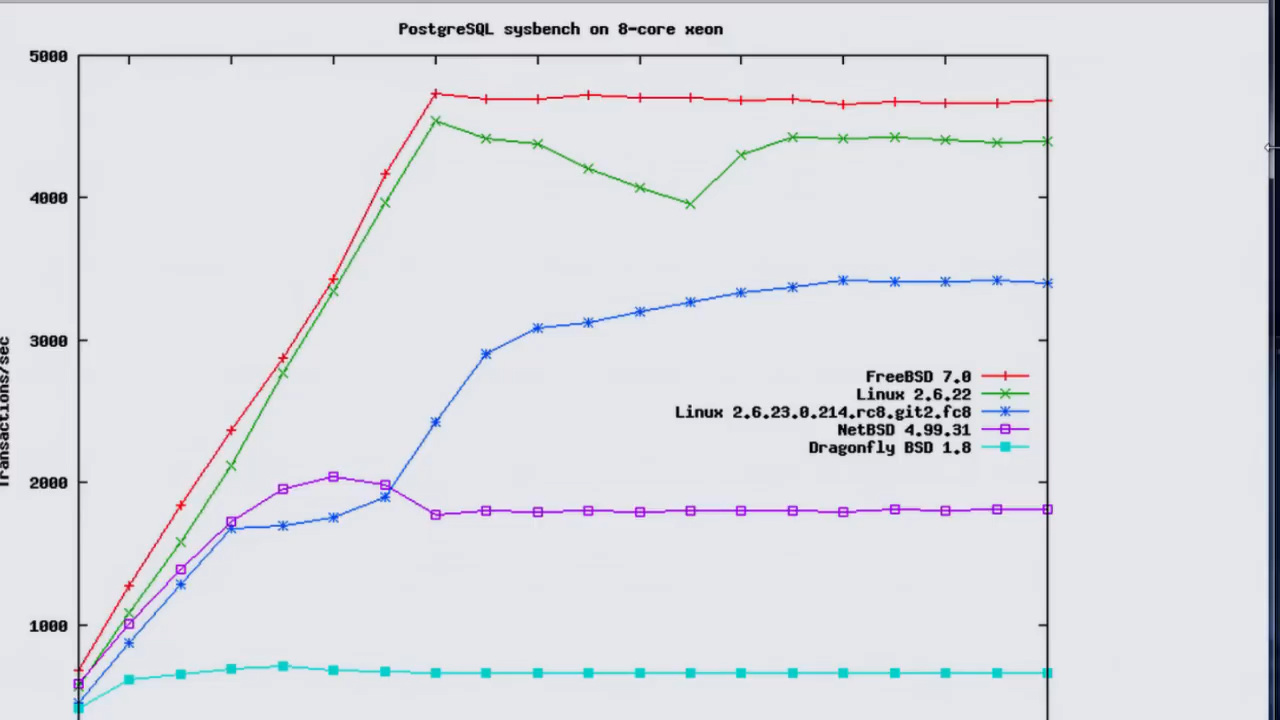 PostgreSQL sysbench on 8-core xeon
5000
4000
3000
2000
1000
Transactions/sec
FreeBSD 7.0
Linux 2.6.22
Linux 2.6.23.0.214.rc8.git2.fc8
NetBSD 4.99.31
Dragonfly BSD 1.8